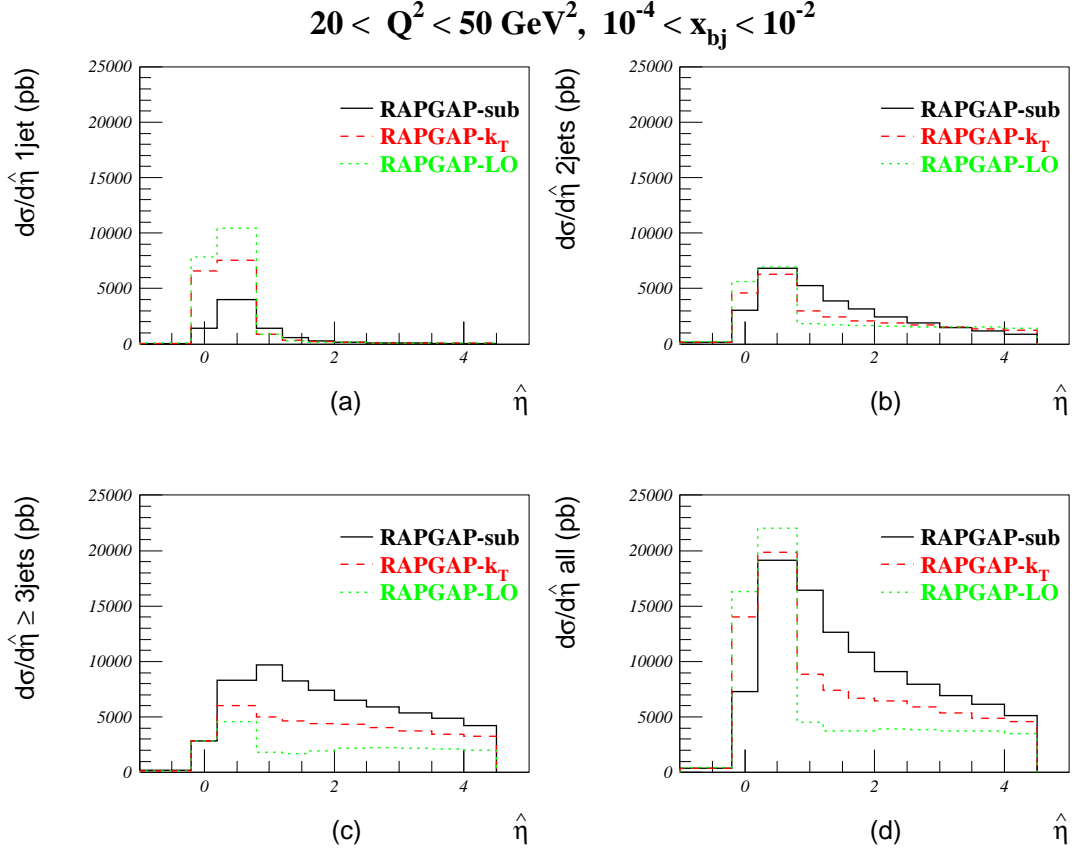 20 < Q² < 50 GeV², 10⁻⁴ < x_bj < 10⁻²
dσ/dη̂ 1jet (pb)
25000
20000
15000
10000
5000
0
RAPGAP-sub
RAPGAP-k_T
RAPGAP-LO
0 2 4
(a) η̂
dσ/dη̂ 2jets (pb)
25000
20000
15000
10000
5000
0
RAPGAP-sub
RAPGAP-k_T
RAPGAP-LO
0 2 4
(b) η̂
dσ/dη̂ ≥ 3jets (pb)
25000
20000
15000
10000
5000
0
RAPGAP-sub
RAPGAP-k_T
RAPGAP-LO
0 2 4
(c) η̂
dσ/dη̂ all (pb)
25000
20000
15000
10000
5000
0
RAPGAP-sub
RAPGAP-k_T
RAPGAP-LO
0 2 4
(d) η̂